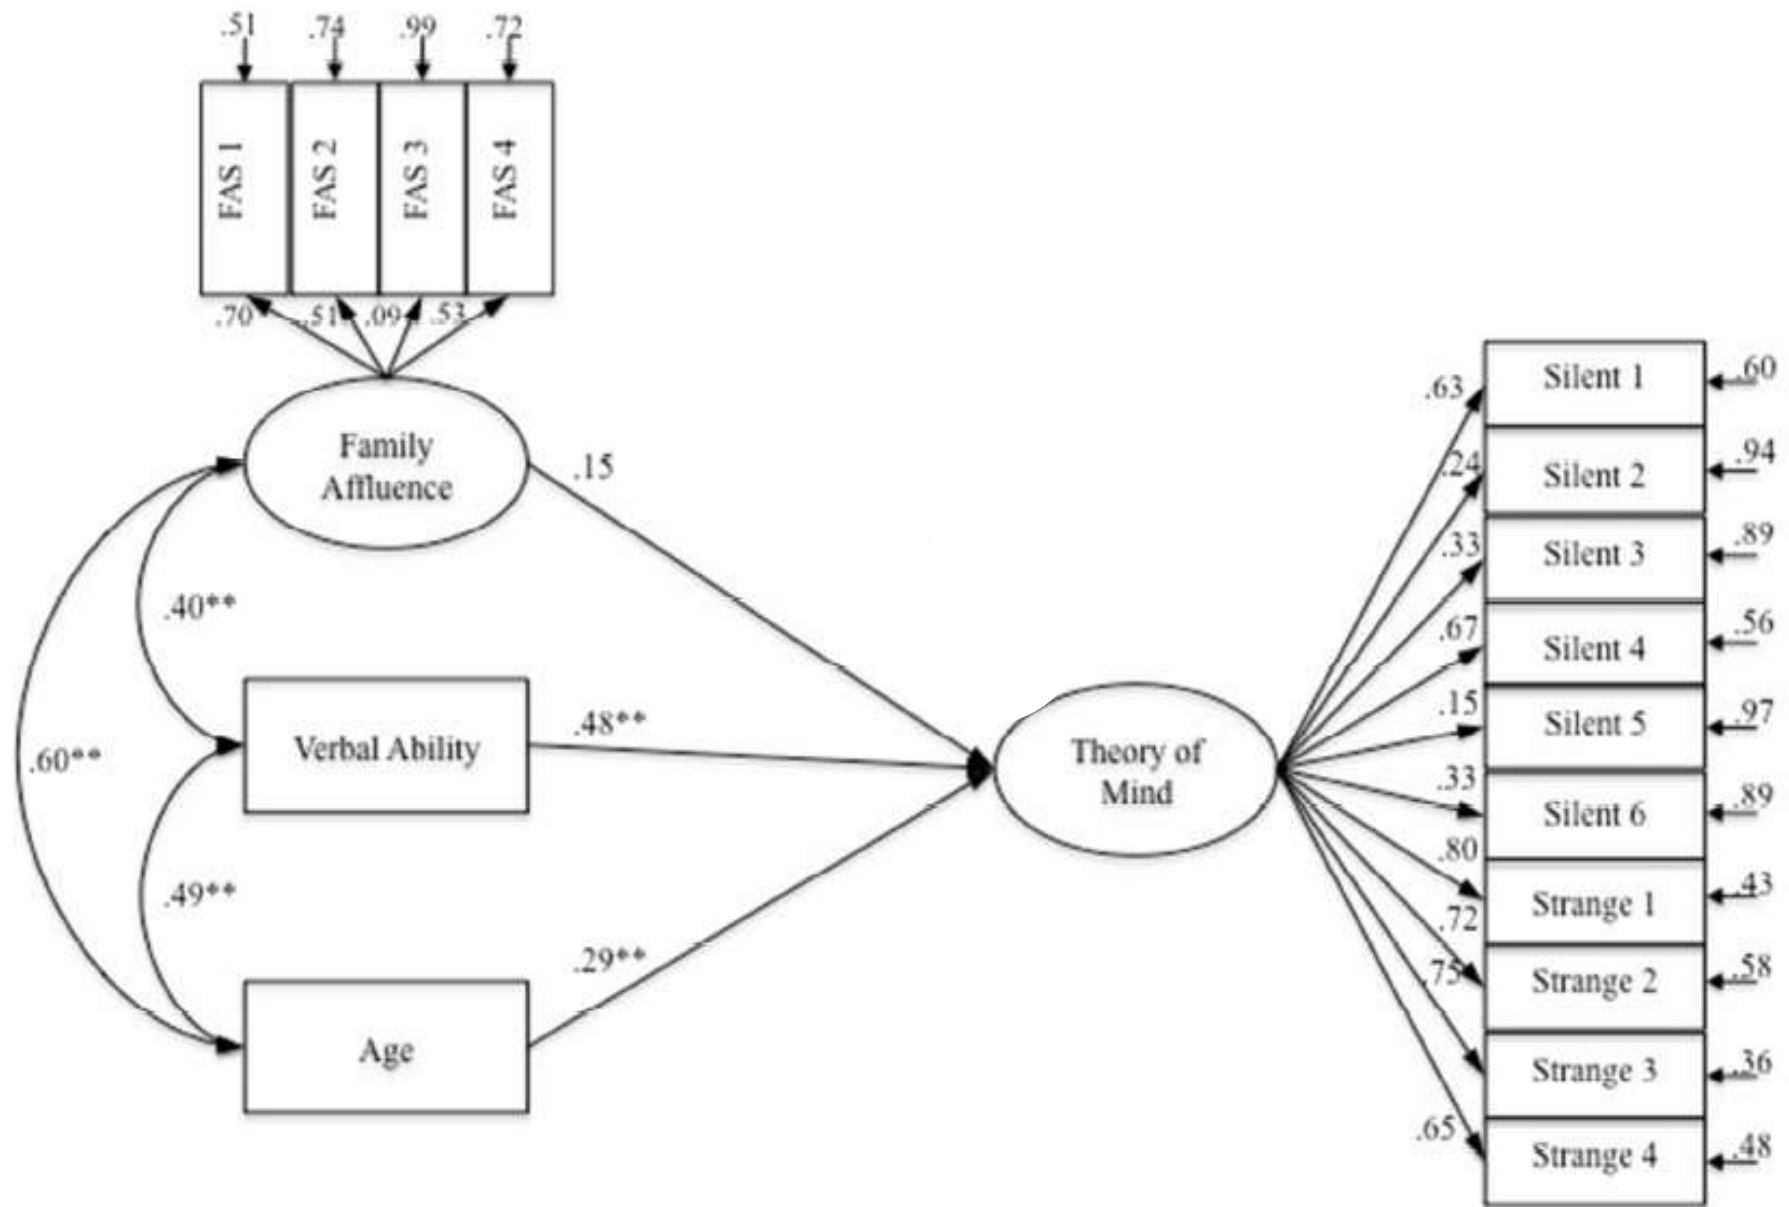 .51 .74 .99 .72
FAS 1 FAS 2 FAS 3 FAS 4
.70 .51 .09 .53
Family
Affluence
.15
.40**
Verbal Ability
.48**
.60**
.49**
Age
.29**
Theory of
Mind
.63 Silent 1 .60
.24 Silent 2 .94
.33 Silent 3 .89
.67 Silent 4 .56
.15 Silent 5 .97
.33 Silent 6 .89
.80 Strange 1 .43
.72 Strange 2 .58
.75 Strange 3 .36
.65 Strange 4 .48